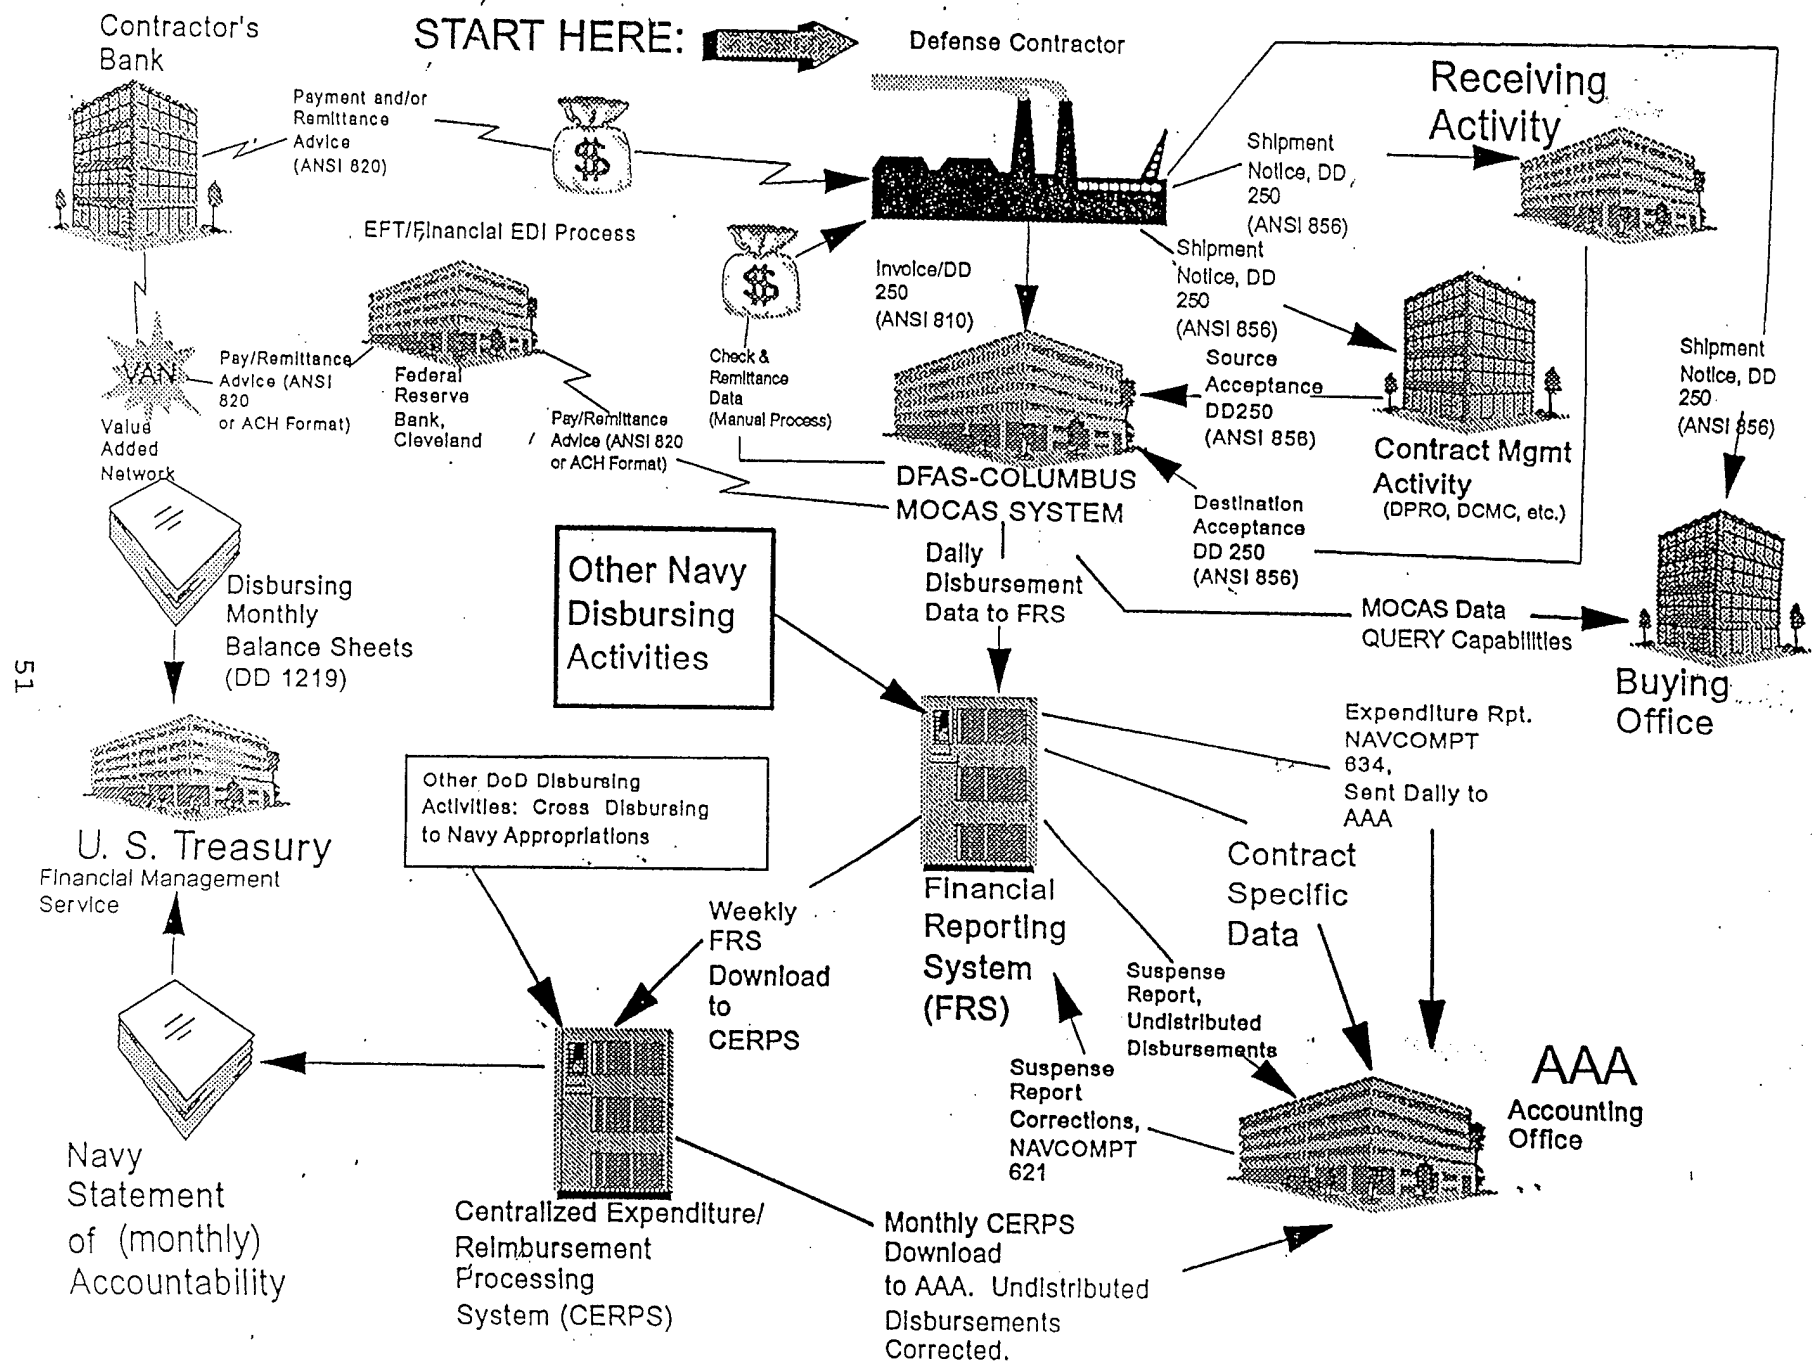 START HERE:
Contractor's
Bank
Defense Contractor
Receiving
Activity
Payment and/or
Remittance
Advice
(ANSI 820)
$
Shipment
Notice, DD
250
(ANSI 856)
EFT/Financial EDI Process
$
Invoice/DD
250
(ANSI 810)
Shipment
Notice, DD
250
(ANSI 856)
VAN
Value
Added
Network
Pay/Remittance
Advice (ANSI
820
or ACH Format)
Federal
Reserve
Bank,
Cleveland
Pay/Remittance
Advice (ANSI 820
or ACH Format)
Check &
Remittance
Data
(Manual Process)
Source
Acceptance
DD250
(ANSI 856)
Shipment
Notice, DD
250
(ANSI 856)
Contract Mgmt
Activity
(DPRO, DCMC, etc.)
DFAS-COLUMBUS
MOCAS SYSTEM
Destination
Acceptance
DD 250
(ANSI 856)
Daily
Disbursement
Data to FRS
Other Navy
Disbursing
Activities
MOCAS Data
QUERY Capabilities
Buying
Office
Disbursing
Monthly
Balance Sheets
(DD 1219)
51
U. S. Treasury
Financial Management
Service
Other DoD Disbursing
Activities: Cross Disbursing
to Navy Appropriations
Expenditure Rpt.
NAVCOMPT
634,
Sent Daily to
AAA
Contract
Specific
Data
Financial
Reporting
System
(FRS)
Weekly
FRS
Download
to
CERPS
Suspense
Report,
Undistributed
Disbursements
Suspense
Report
Corrections,
NAVCOMPT
621
AAA
Accounting
Office
Navy
Statement
of (monthly)
Accountability
Centralized Expenditure/
Reimbursement
Processing
System (CERPS)
Monthly CERPS
Download
to AAA. Undistributed
Disbursements
Corrected.